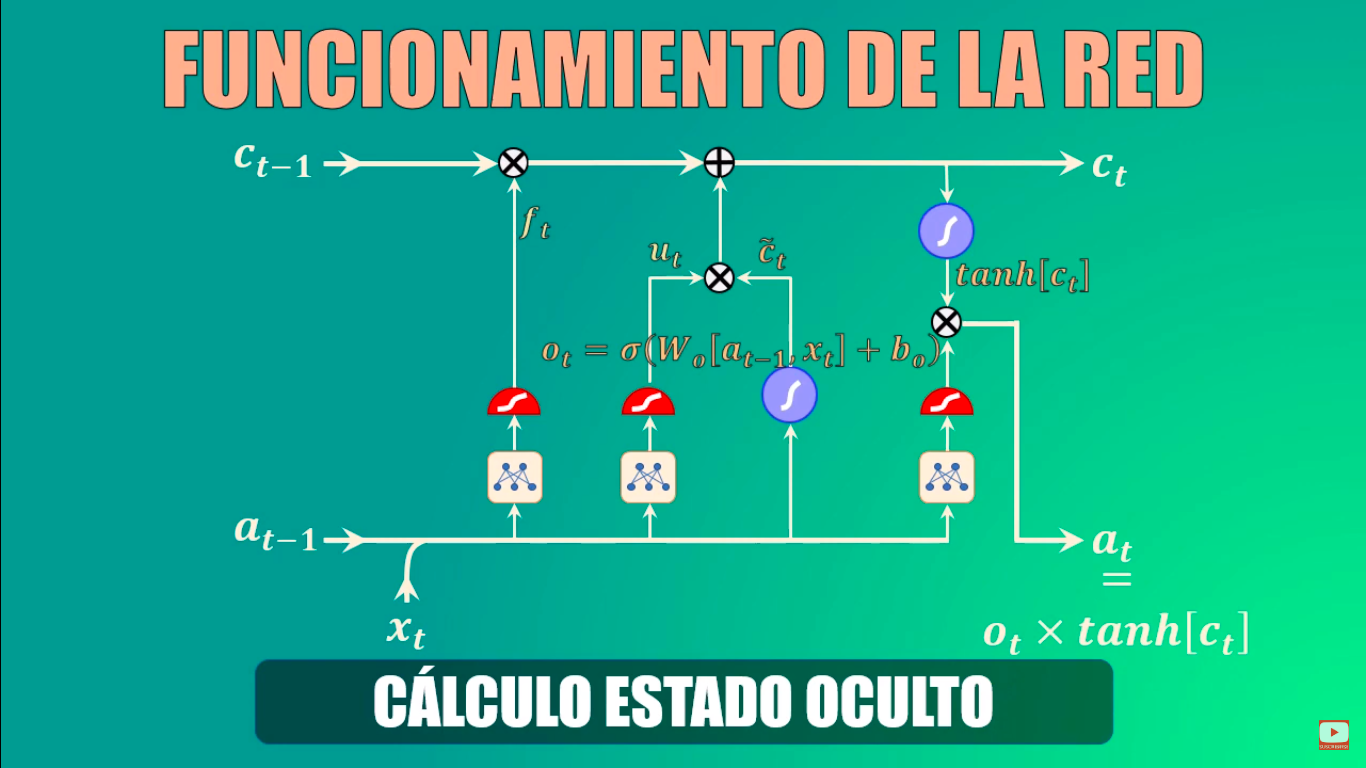 FUNCIONAMIENTO DE LA RED
c_{t−1}
c_t
f_t
u_t
c̃_t
tanh[c_t]
o_t = σ(W_o[a_{t−1}, x_t] + b_o)
a_{t−1}
a_t
=
x_t
o_t × tanh[c_t]
CÁLCULO ESTADO OCULTO
SUSCRIBIRSE